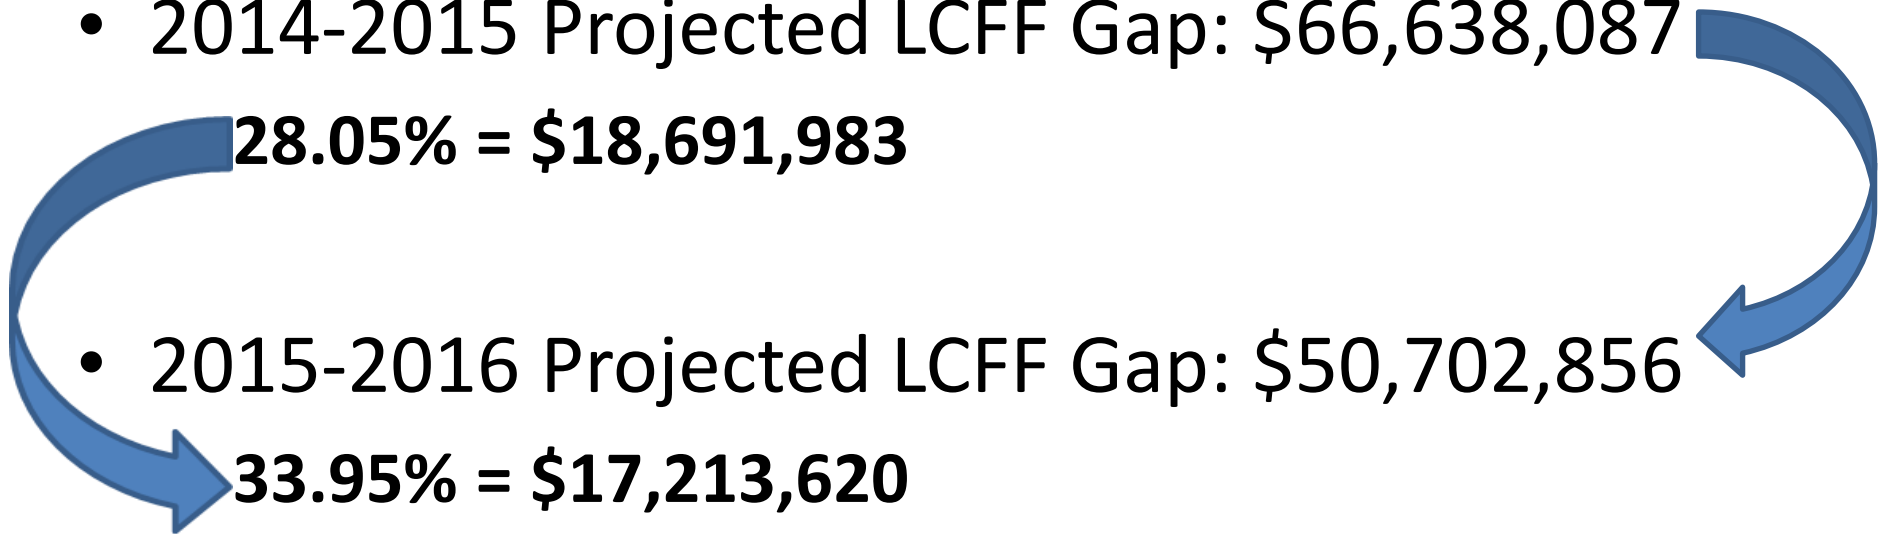 • 2014-2015 Projected LCFF Gap: $66,638,087
28.05% = $18,691,983
• 2015-2016 Projected LCFF Gap: $50,702,856
33.95% = $17,213,620